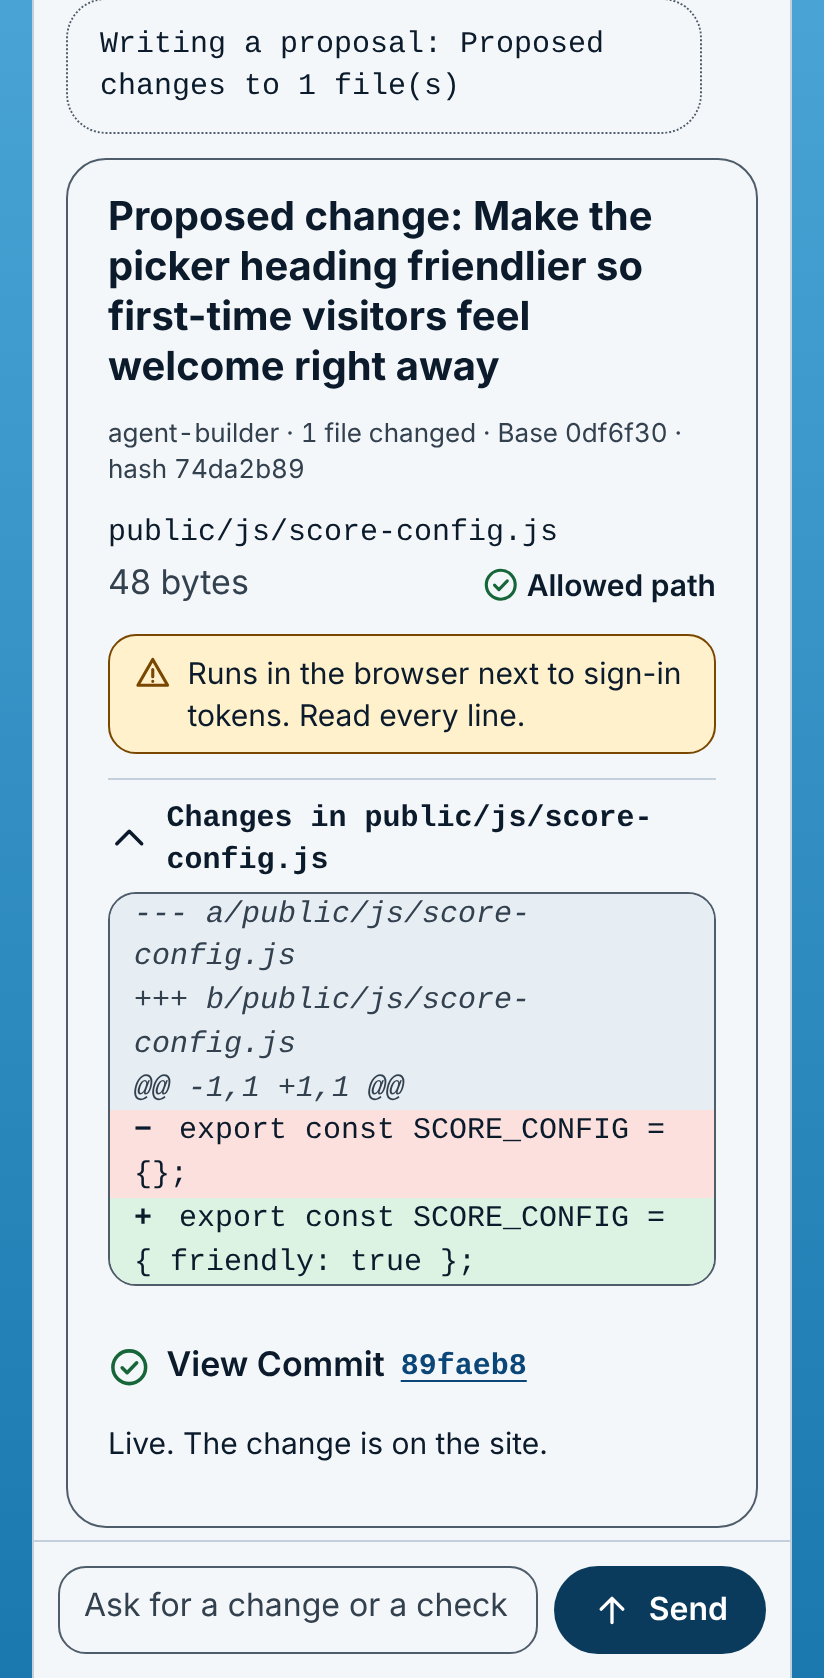 Writing a proposal: Proposed
changes to 1 file(s)
Proposed change: Make the
picker heading friendlier so
first-time visitors feel
welcome right away
agent-builder · 1 file changed · Base 0df6f30 ·
hash 74da2b89
public/js/score-config.js
48 bytes
Allowed path
Runs in the browser next to sign-in
tokens. Read every line.
Changes in public/js/score-
config.js
--- a/public/js/score-
config.js
+++ b/public/js/score-
config.js
@@ -1,1 +1,1 @@
− export const SCORE_CONFIG =
{};
+ export const SCORE_CONFIG =
{ friendly: true };
View Commit 89faeb8
Live. The change is on the site.
Ask for a change or a check
Send